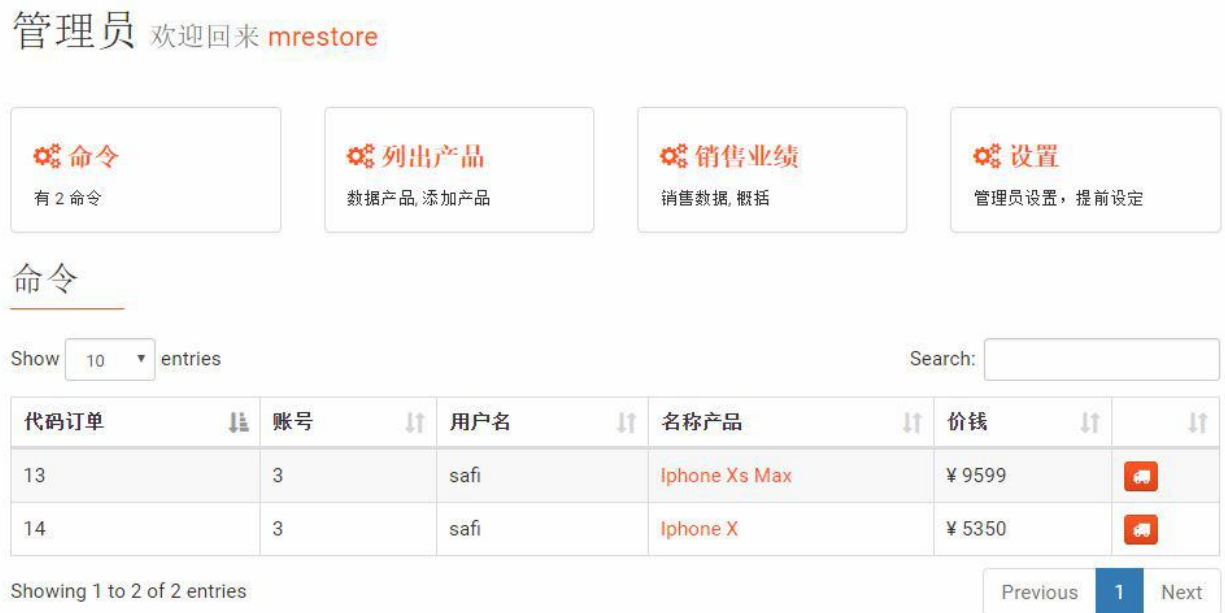 管理员 欢迎回来 mrestore
命令 列出产品 销售业绩 设置
有 2 命令 数据产品, 添加产品 销售数据, 概括 管理员设置，提前设定
命令
Show 10 entries Search:
代码订单 账号 用户名 名称产品 价钱
13 3 safi Iphone Xs Max ¥ 9599
14 3 safi Iphone X ¥ 5350
Showing 1 to 2 of 2 entries Previous 1 Next